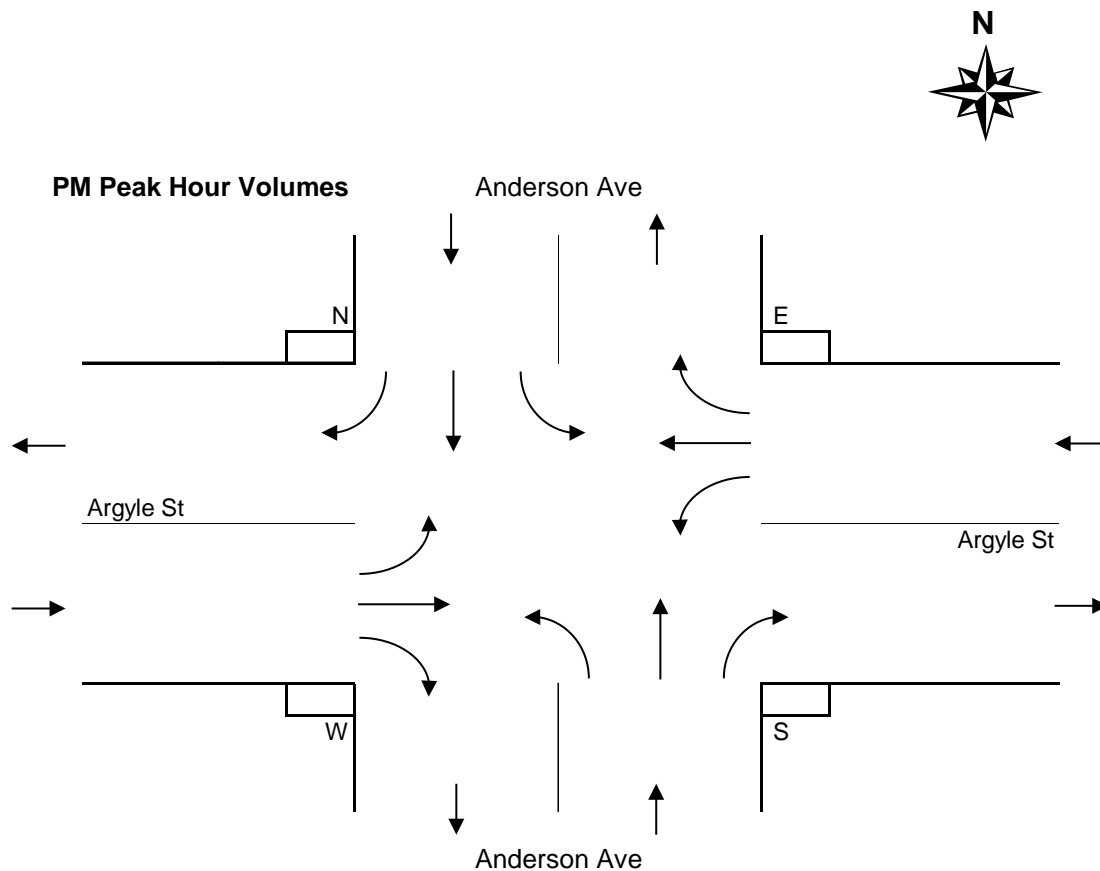 N
PM Peak Hour Volumes
Anderson Ave
N
E
Argyle St
Argyle St
W
S
Anderson Ave